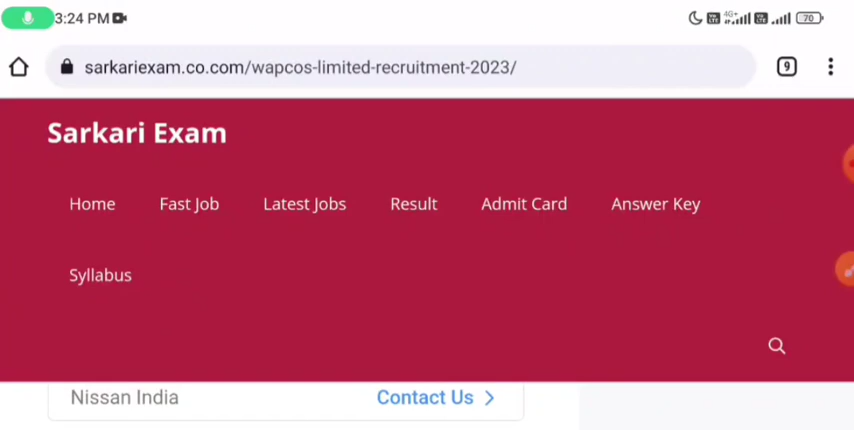 3:24 PM
4G+
70
sarkariexam.co.com/wapcos-limited-recruitment-2023/
9
Sarkari Exam
Home Fast Job Latest Jobs Result Admit Card Answer Key
Syllabus
Nissan India Contact Us